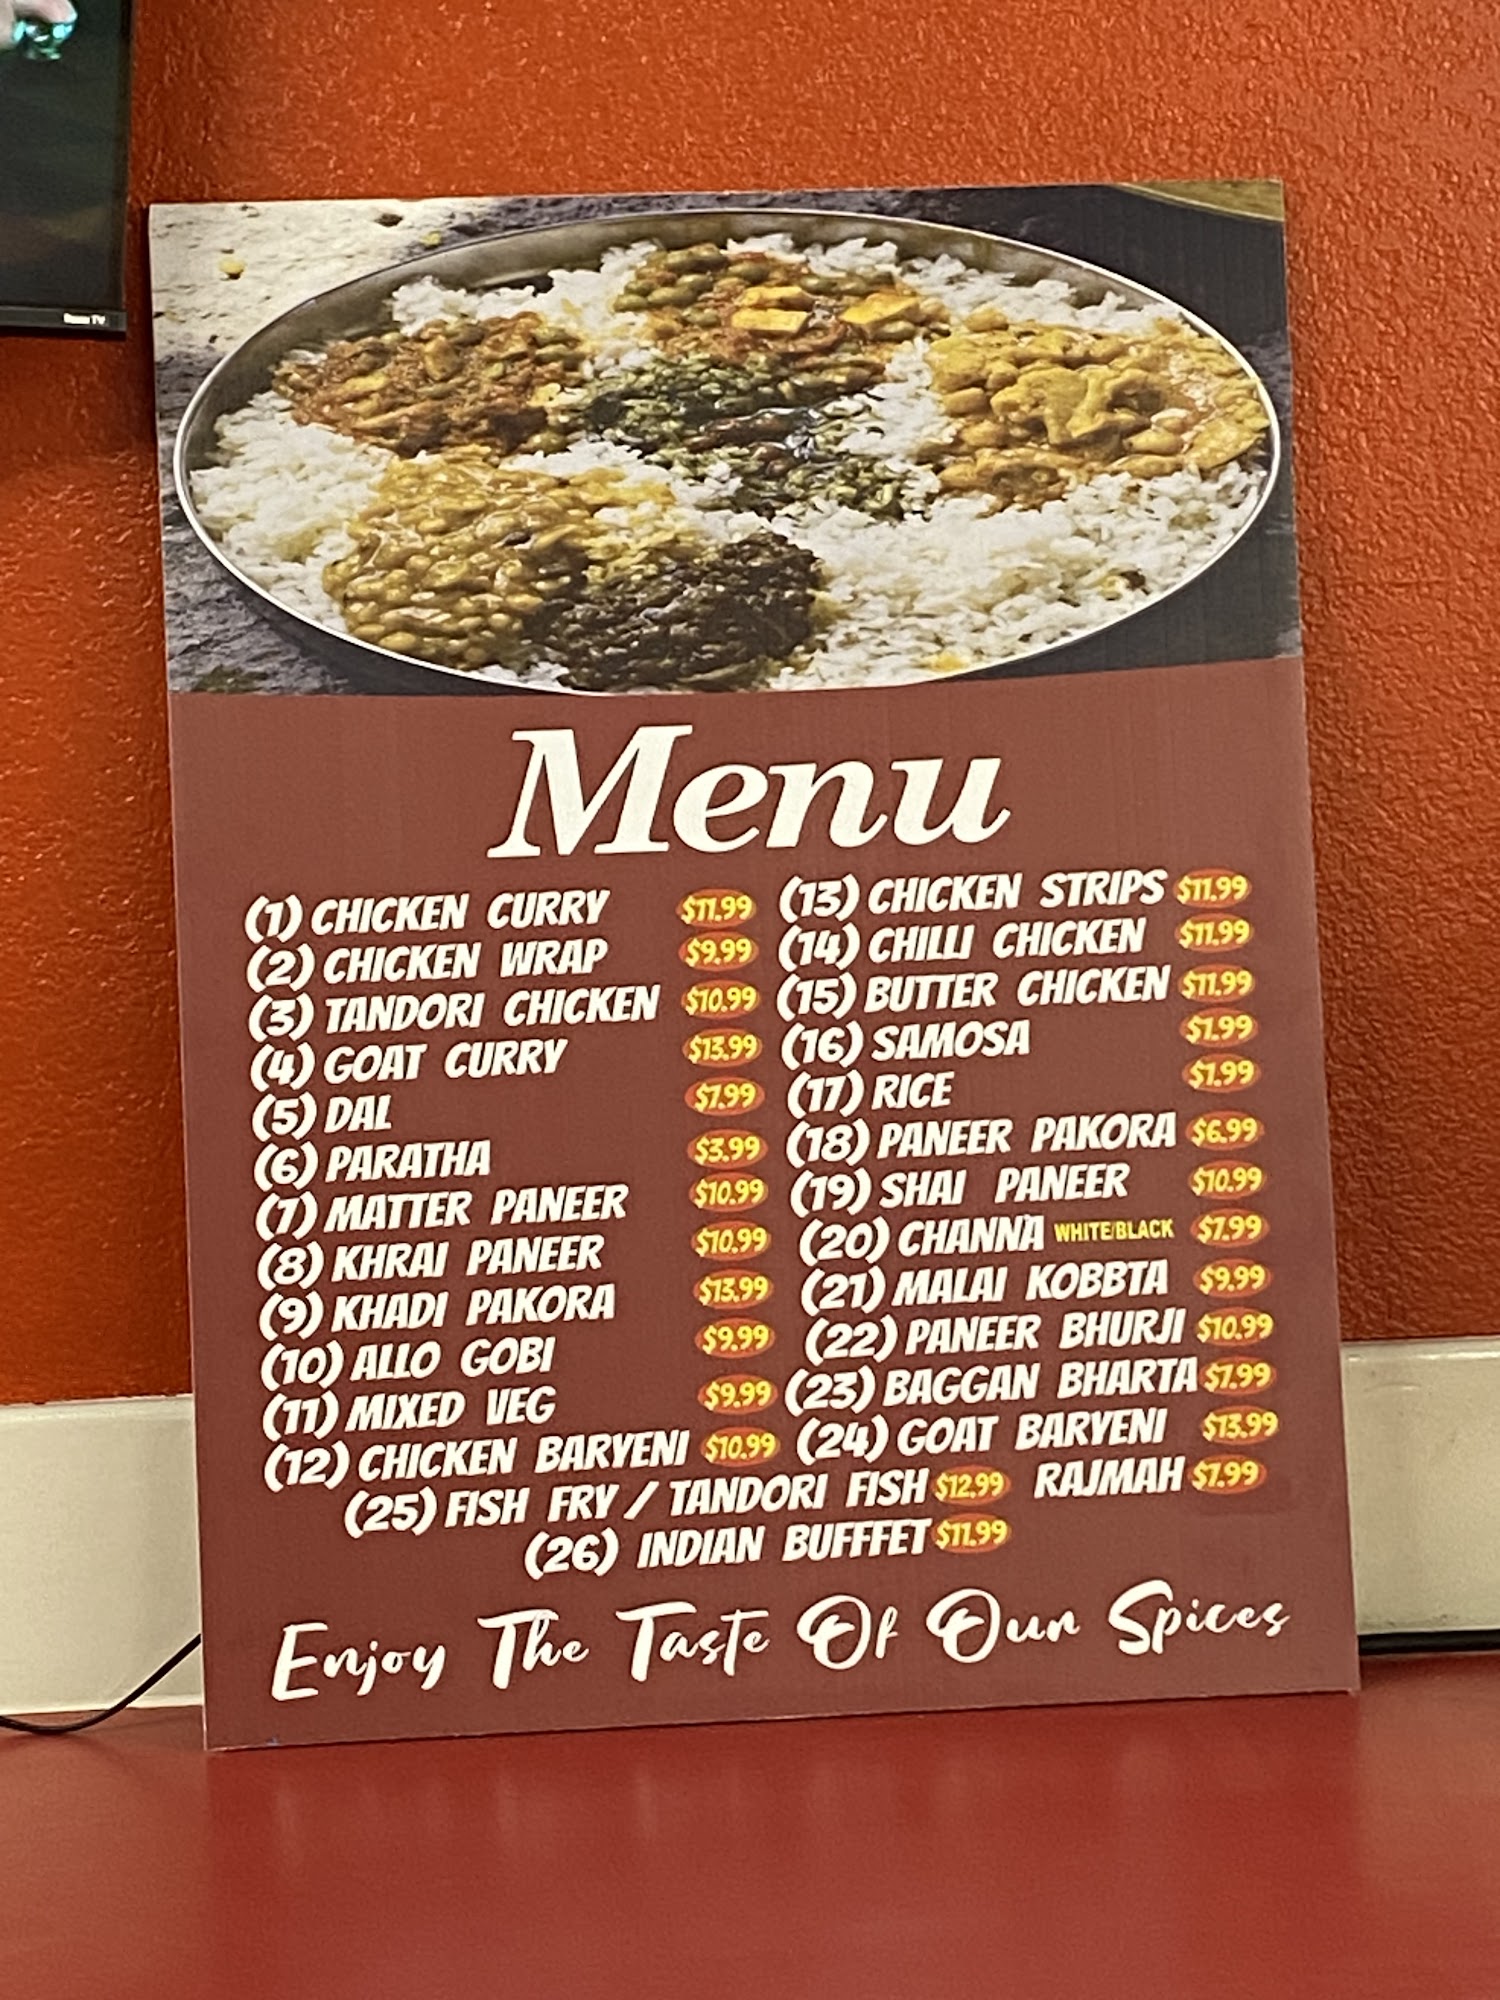 Roku TV
Menu
(1) CHICKEN CURRY $11.99
(2) CHICKEN WRAP $9.99
(3) TANDORI CHICKEN $10.99
(4) GOAT CURRY $13.99
(5) DAL $7.99
(6) PARATHA $3.99
(7) MATTER PANEER $10.99
(8) KHRAI PANEER $10.99
(9) KHADI PAKORA $13.99
(10) ALLO GOBI $9.99
(11) MIXED VEG $9.99
(12) CHICKEN BARYENI $10.99
(13) CHICKEN STRIPS $11.99
(14) CHILLI CHICKEN $11.99
(15) BUTTER CHICKEN $11.99
(16) SAMOSA $1.99
(17) RICE $1.99
(18) PANEER PAKORA $6.99
(19) SHAI PANEER $10.99
(20) CHANNA WHITE/BLACK $7.99
(21) MALAI KOBBTA $9.99
(22) PANEER BHURJI $10.99
(23) BAGGAN BHARTA $7.99
(24) GOAT BARYENI $13.99
(25) FISH FRY / TANDORI FISH $12.99 RAJMAH $7.99
(26) INDIAN BUFFFET $11.99
Enjoy The Taste Of Our Spices